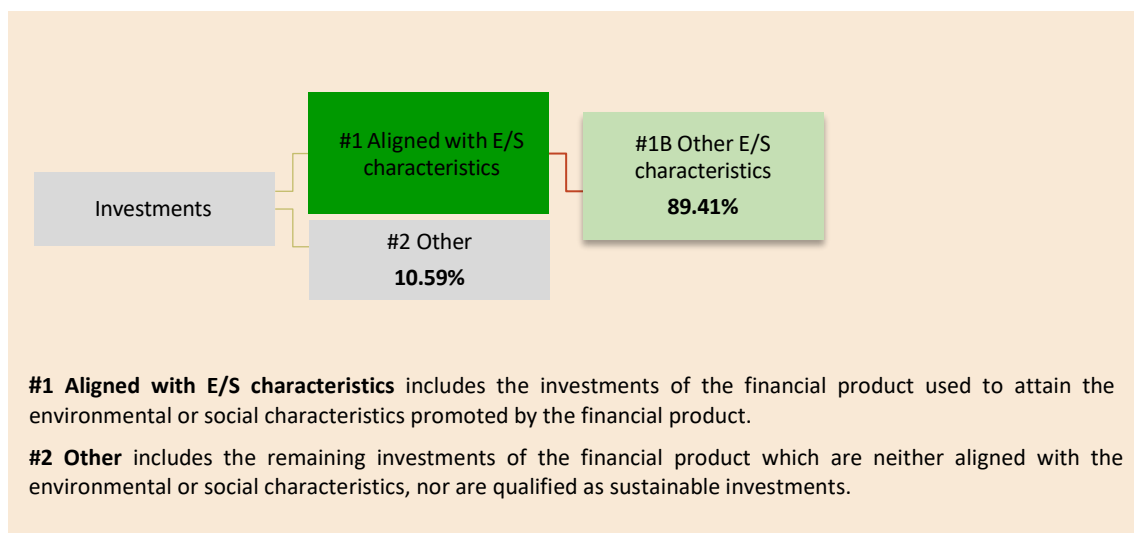 #1 Aligned with E/S
characteristics
#1B Other E/S
characteristics
89.41%
Investments
#2 Other
10.59%
#1 Aligned with E/S characteristics includes the investments of the financial product used to attain the
environmental or social characteristics promoted by the financial product.
#2 Other includes the remaining investments of the financial product which are neither aligned with the
environmental or social characteristics, nor are qualified as sustainable investments.